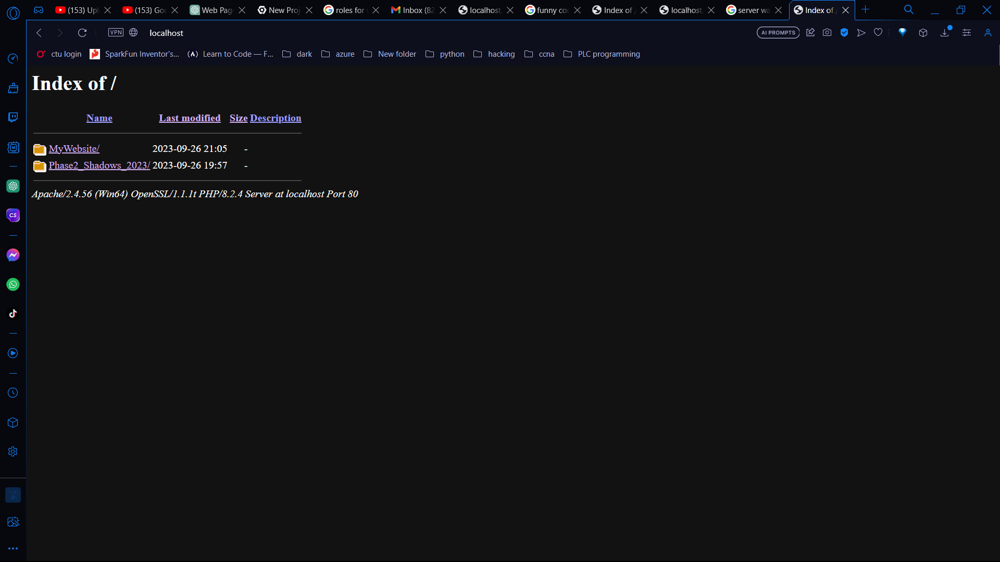 (153) Upl
(153) Goo
Web Pag
New Proj
roles for
Inbox (82
localhost
funny co
Index of /
localhost
server wa
Index of /
VPN
localhost
AI PROMPTS
ctu login
SparkFun Inventor's...
Learn to Code — F...
dark
azure
New folder
python
hacking
ccna
PLC programming
Index of /
Name Last modified Size Description
MyWebsite/ 2023-09-26 21:05 -
Phase2_Shadows_2023/ 2023-09-26 19:57 -
Apache/2.4.56 (Win64) OpenSSL/1.1.1t PHP/8.2.4 Server at localhost Port 80
M
CS